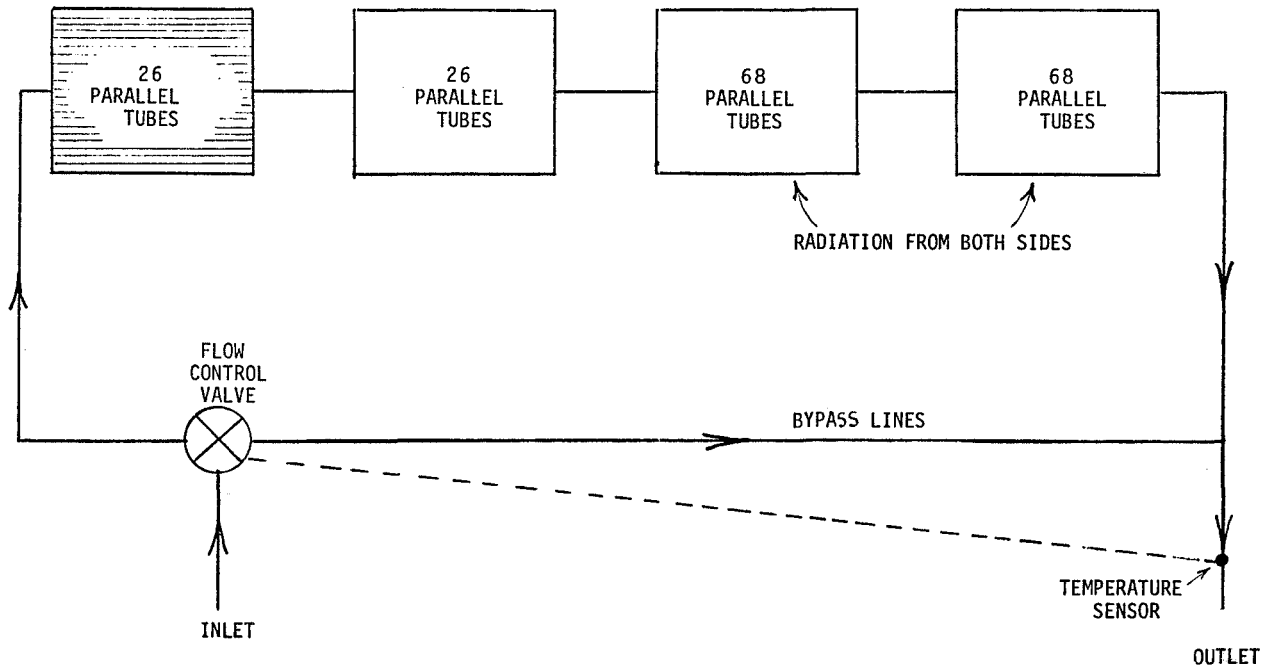 26
PARALLEL
TUBES
26
PARALLEL
TUBES
68
PARALLEL
TUBES
68
PARALLEL
TUBES
RADIATION FROM BOTH SIDES
FLOW
CONTROL
VALVE
BYPASS LINES
TEMPERATURE
SENSOR
INLET
OUTLET